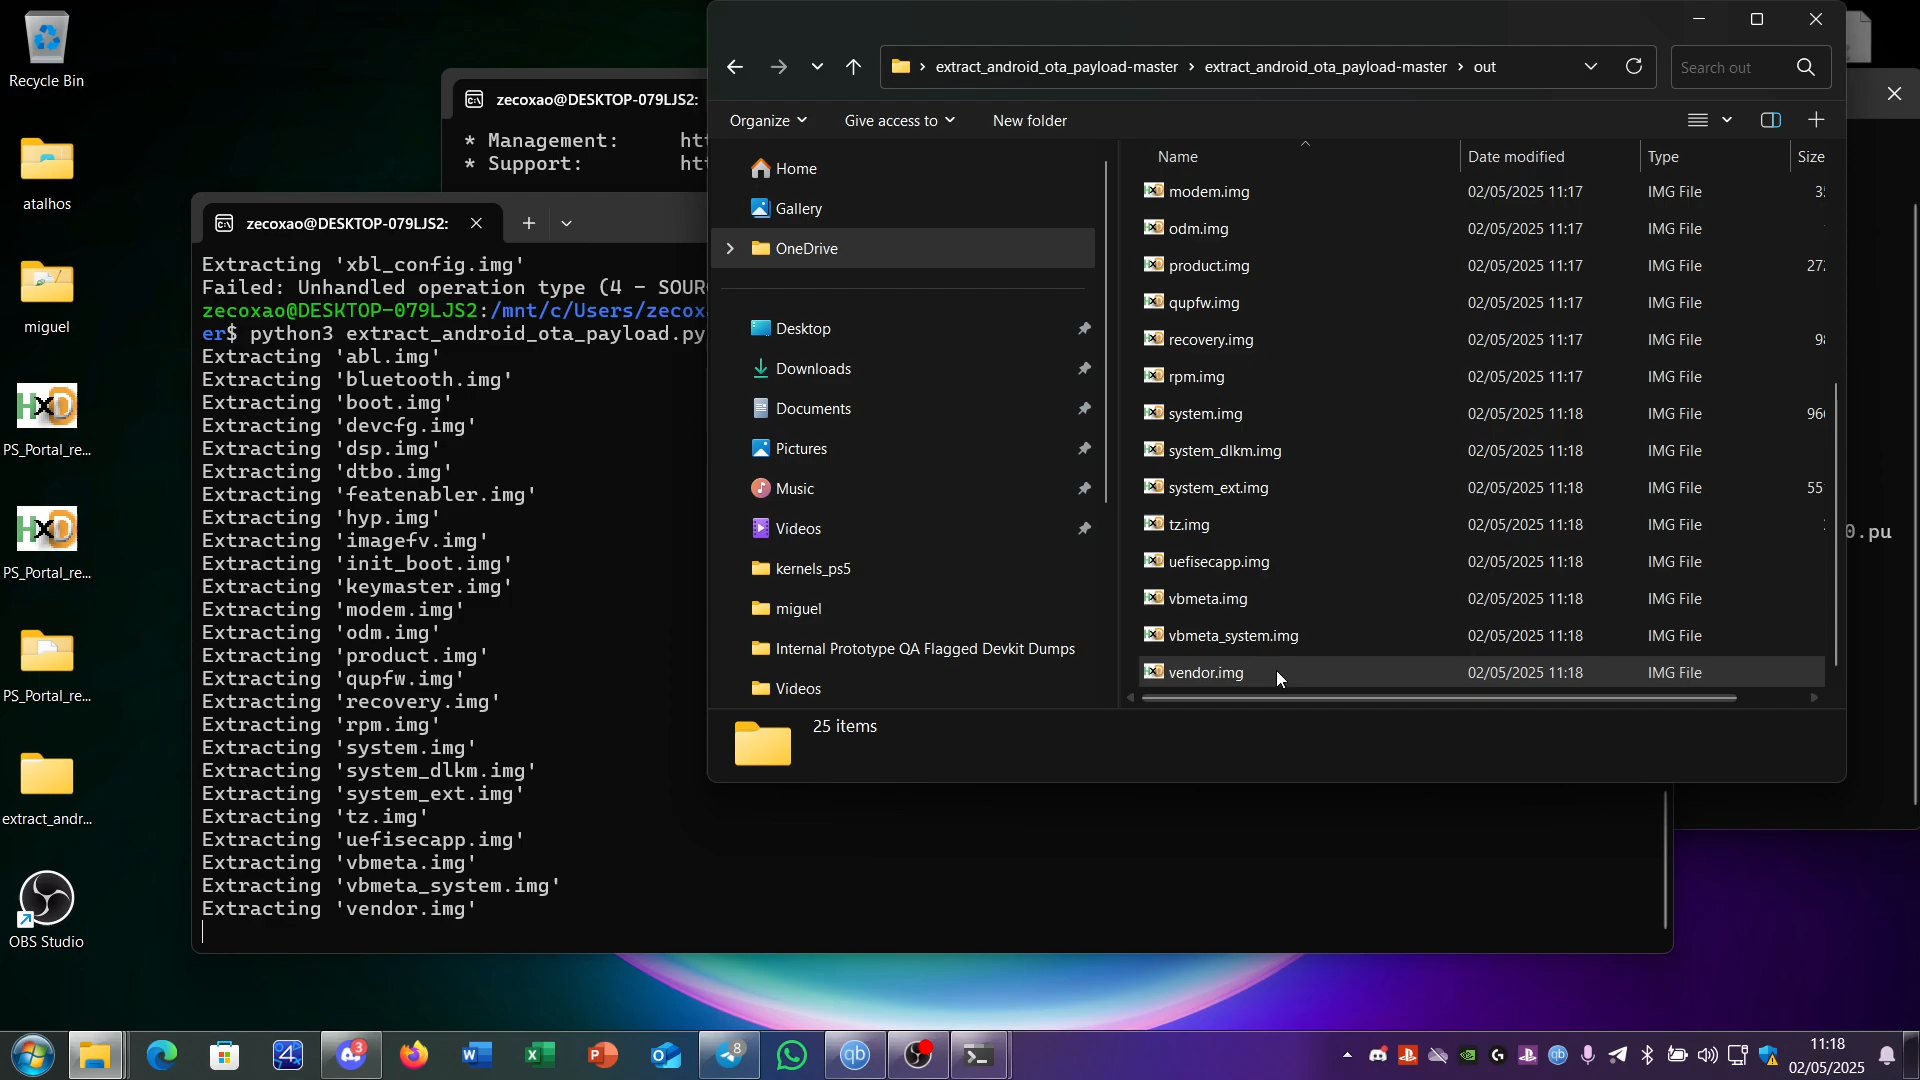 Recycle Bin
atalhos
miguel
PS_Portal_re...
PS_Portal_re...
PS_Portal_re...
extract_andr...
OBS Studio
zecoxao@DESKTOP-079LJS2:
* Management:
* Support:
zecoxao@DESKTOP-079LJS2:
Extracting 'xbl_config.img'
Failed: Unhandled operation type (4 - SOUR
zecoxao@DESKTOP-079LJS2:/mnt/c/Users/zecox
er$ python3 extract_android_ota_payload.py
Extracting 'abl.img'
Extracting 'bluetooth.img'
Extracting 'boot.img'
Extracting 'devcfg.img'
Extracting 'dsp.img'
Extracting 'dtbo.img'
Extracting 'featenabler.img'
Extracting 'hyp.img'
Extracting 'imagefv.img'
Extracting 'init_boot.img'
Extracting 'keymaster.img'
Extracting 'modem.img'
Extracting 'odm.img'
Extracting 'product.img'
Extracting 'qupfw.img'
Extracting 'recovery.img'
Extracting 'rpm.img'
Extracting 'system.img'
Extracting 'system_dlkm.img'
Extracting 'system_ext.img'
Extracting 'tz.img'
Extracting 'uefisecapp.img'
Extracting 'vbmeta.img'
Extracting 'vbmeta_system.img'
Extracting 'vendor.img'
extract_android_ota_payload-master > extract_android_ota_payload-master > out
Search out
Organize Give access to New folder
Home
Gallery
OneDrive
Desktop
Downloads
Documents
Pictures
Music
Videos
kernels_ps5
miguel
Internal Prototype QA Flagged Devkit Dumps
Videos
Name Date modified Type Size
modem.img 02/05/2025 11:17 IMG File
odm.img 02/05/2025 11:17 IMG File
product.img 02/05/2025 11:17 IMG File 272
qupfw.img 02/05/2025 11:17 IMG File
recovery.img 02/05/2025 11:17 IMG File 98
rpm.img 02/05/2025 11:17 IMG File
system.img 02/05/2025 11:18 IMG File 966
system_dlkm.img 02/05/2025 11:18 IMG File
system_ext.img 02/05/2025 11:18 IMG File 55
tz.img 02/05/2025 11:18 IMG File
uefisecapp.img 02/05/2025 11:18 IMG File
vbmeta.img 02/05/2025 11:18 IMG File
vbmeta_system.img 02/05/2025 11:18 IMG File
vendor.img 02/05/2025 11:18 IMG File
25 items
0.pu
11:18
02/05/2025